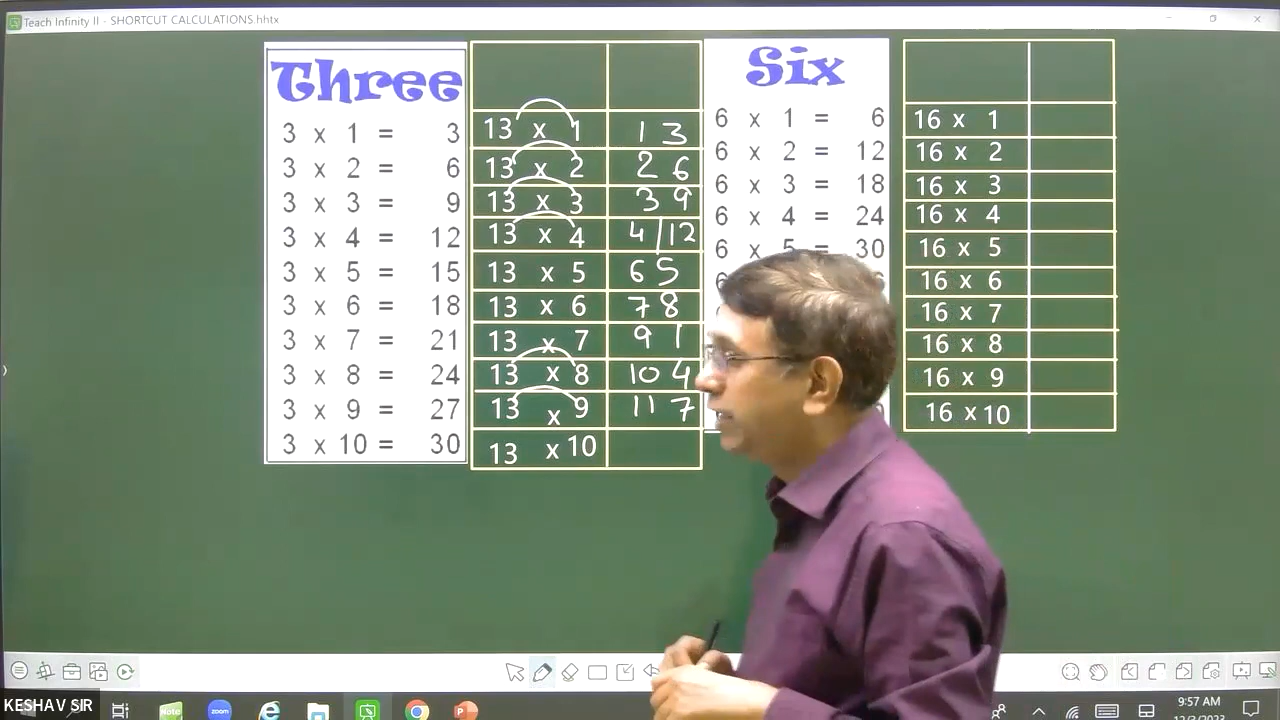 Teach Infinity II - SHORTCUT CALCULATIONS.hhtx
Three
3 x 1 = 3
3 x 2 = 6
3 x 3 = 9
3 x 4 = 12
3 x 5 = 15
3 x 6 = 18
3 x 7 = 21
3 x 8 = 24
3 x 9 = 27
3 x 10 = 30
13 x 1 13
13 x 2 26
13 x 3 39
13 x 4 4/12
13 x 5 65
13 x 6 78
13 x 7 91
13 x 8 104
13 x 9 117
13 x 10
Six
6 x 1 = 6
6 x 2 = 12
6 x 3 = 18
6 x 4 = 24
6 x 5 = 30
16 x 1
16 x 2
16 x 3
16 x 4
16 x 5
16 x 6
16 x 7
16 x 8
16 x 9
16 x 10
KESHAV SIR
Note
zoom
9:57 AM